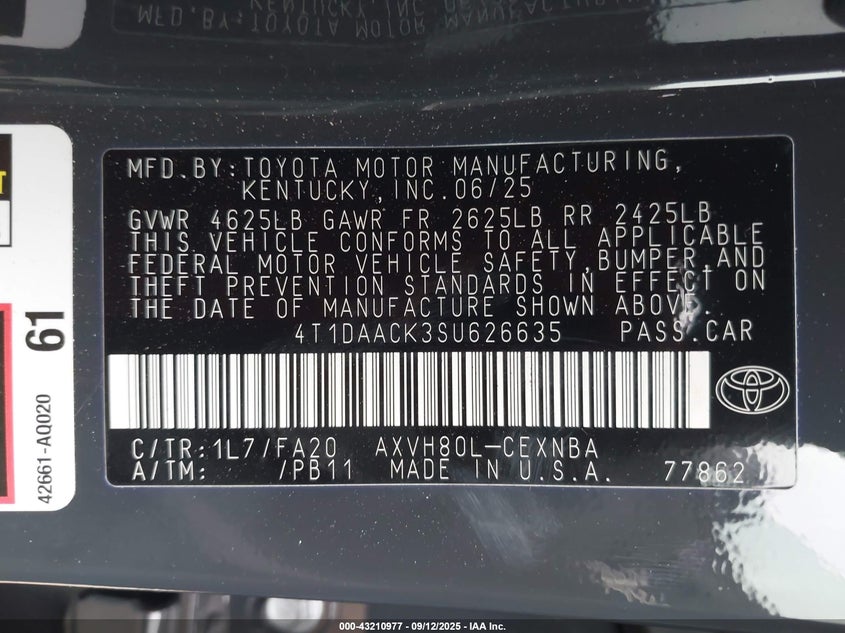 MFD. BY: TOYOTA MOTOR MANUFACTURING,
KENTUCKY, INC. 06/25
GVWR 4625LB GAWR FR 2625LB RR 2425LB
THIS VEHICLE CONFORMS TO ALL APPLICABLE
FEDERAL MOTOR VEHICLE SAFETY, BUMPER, AND
THEFT PREVENTION STANDARDS IN EFFECT ON
THE DATE OF MANUFACTURE SHOWN ABOVE.
4T1DAACK3SU626635 PASS. CAR
C/TR: 1L7/FA20 AXVH80L-CEXNBA
A/TM: /PB11 MADE IN U.S.A. 77862
61
42661-AQ020
000-43210977 - 09/12/2025 - IAA Inc.